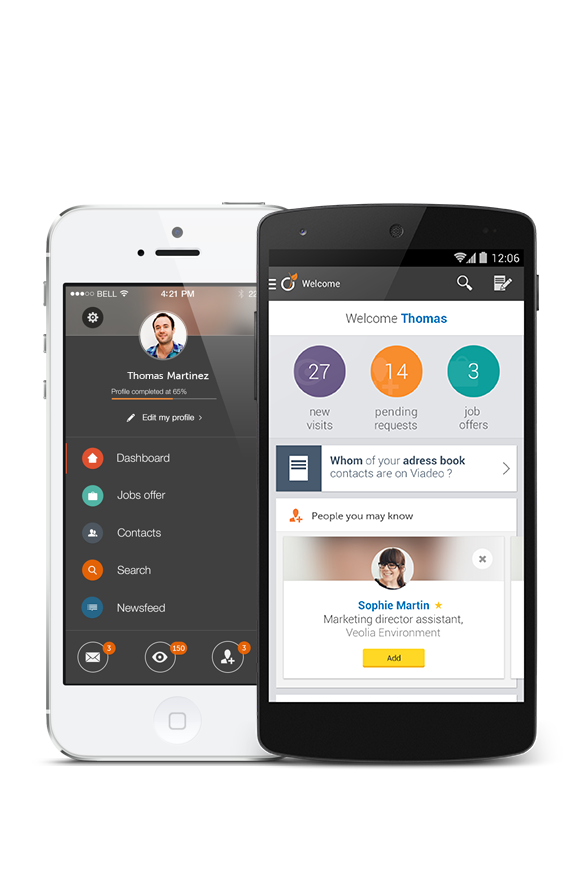 BELL
4:21 PM
22
Thomas Martinez
Profile completed at 65%
Edit my profile
Dashboard
Jobs offer
Contacts
Search
Newsfeed
3
150
3
12:06
Welcome
Welcome Thomas
27
14
3
new
visits
pending
requests
job
offers
Whom of your adress book
contacts are on Viadeo ?
People you may know
Sophie Martin
Marketing director assistant,
Veolia Environment
Add